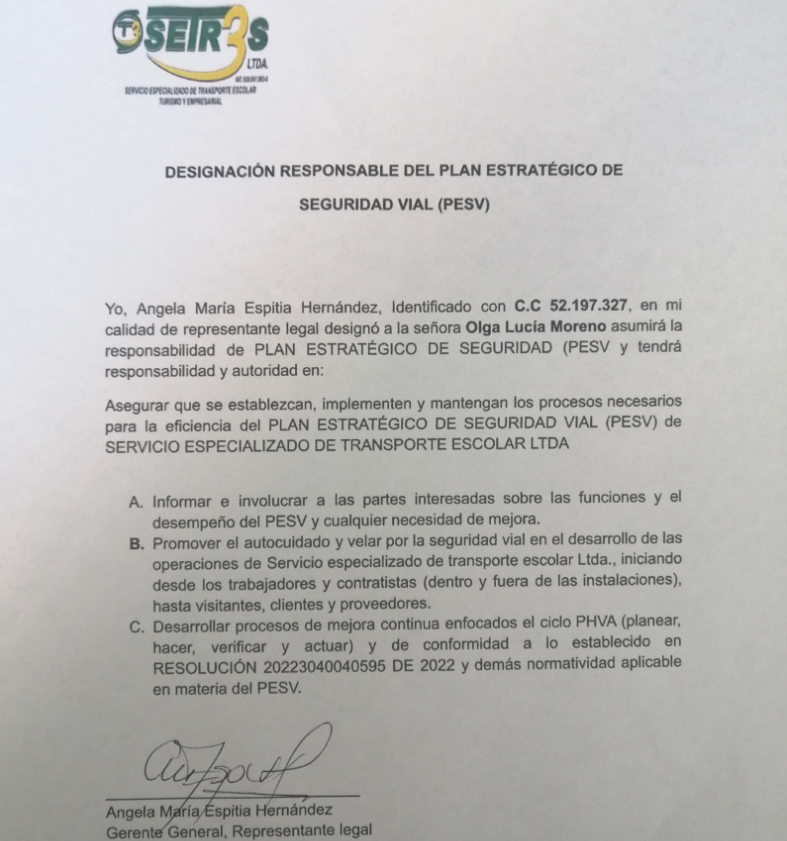 T3 SETR3S
LTDA.
SERVICIO ESPECIALIZADO DE TRANSPORTE ESCOLAR
TURISMO Y EMPRESARIAL
DESIGNACIÓN RESPONSABLE DEL PLAN ESTRATÉGICO DE
SEGURIDAD VIAL (PESV)
Yo, Angela María Espitia Hernández, Identificado con C.C 52.197.327, en mi
calidad de representante legal designó a la señora Olga Lucía Moreno asumirá la
responsabilidad de PLAN ESTRATÉGICO DE SEGURIDAD (PESV y tendrá
responsabilidad y autoridad en:
Asegurar que se establezcan, implementen y mantengan los procesos necesarios
para la eficiencia del PLAN ESTRATÉGICO DE SEGURIDAD VIAL (PESV) de
SERVICIO ESPECIALIZADO DE TRANSPORTE ESCOLAR LTDA
A. Informar e involucrar a las partes interesadas sobre las funciones y el
desempeño del PESV y cualquier necesidad de mejora.
B. Promover el autocuidado y velar por la seguridad vial en el desarrollo de las
operaciones de Servicio especializado de transporte escolar Ltda., iniciando
desde los trabajadores y contratistas (dentro y fuera de las instalaciones),
hasta visitantes, clientes y proveedores.
C. Desarrollar procesos de mejora continua enfocados el ciclo PHVA (planear,
hacer, verificar y actuar) y de conformidad a lo establecido en
RESOLUCIÓN 20223040040595 DE 2022 y demás normatividad aplicable
en materia del PESV.
Angela María Espitia Hernández
Gerente General, Representante legal